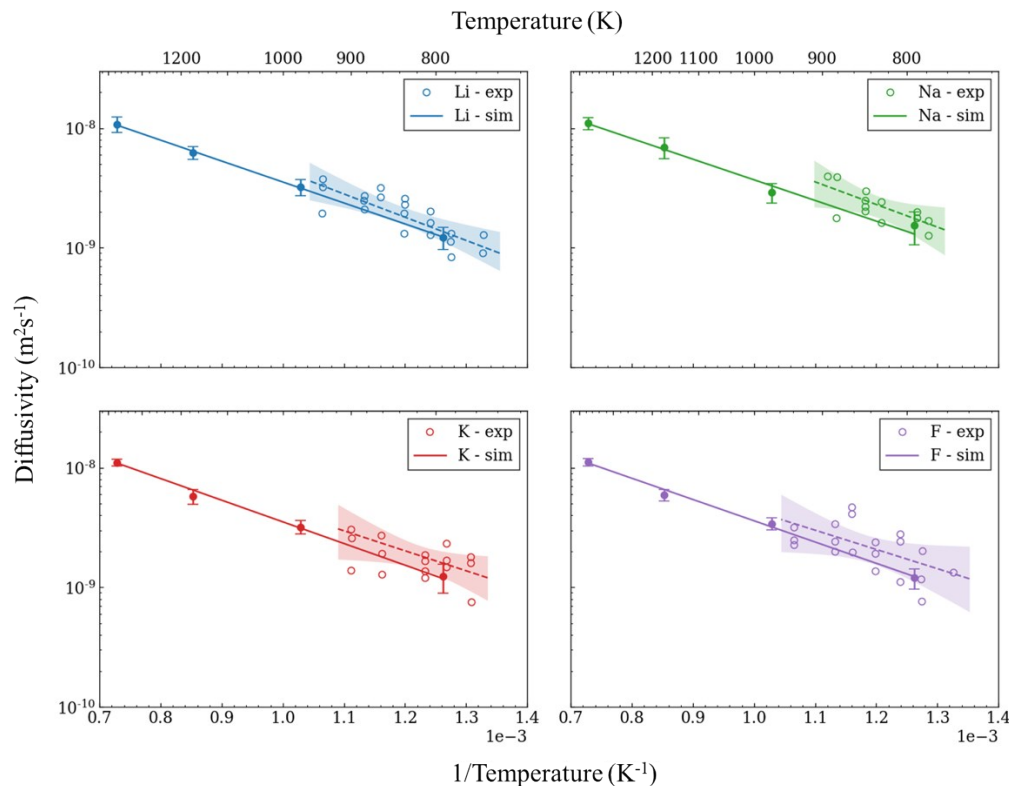 Temperature (K)
1200 1000 900 800
1200 1100 1000 900 800
10⁻⁸
10⁻⁹
10⁻¹⁰
Li - exp
Li - sim
Na - exp
Na - sim
Diffusivity (m²s⁻¹)
10⁻⁸
10⁻⁹
10⁻¹⁰
K - exp
K - sim
F - exp
F - sim
0.7 0.8 0.9 1.0 1.1 1.2 1.3 1.4
1e−3
0.7 0.8 0.9 1.0 1.1 1.2 1.3 1.4
1e−3
1/Temperature (K⁻¹)